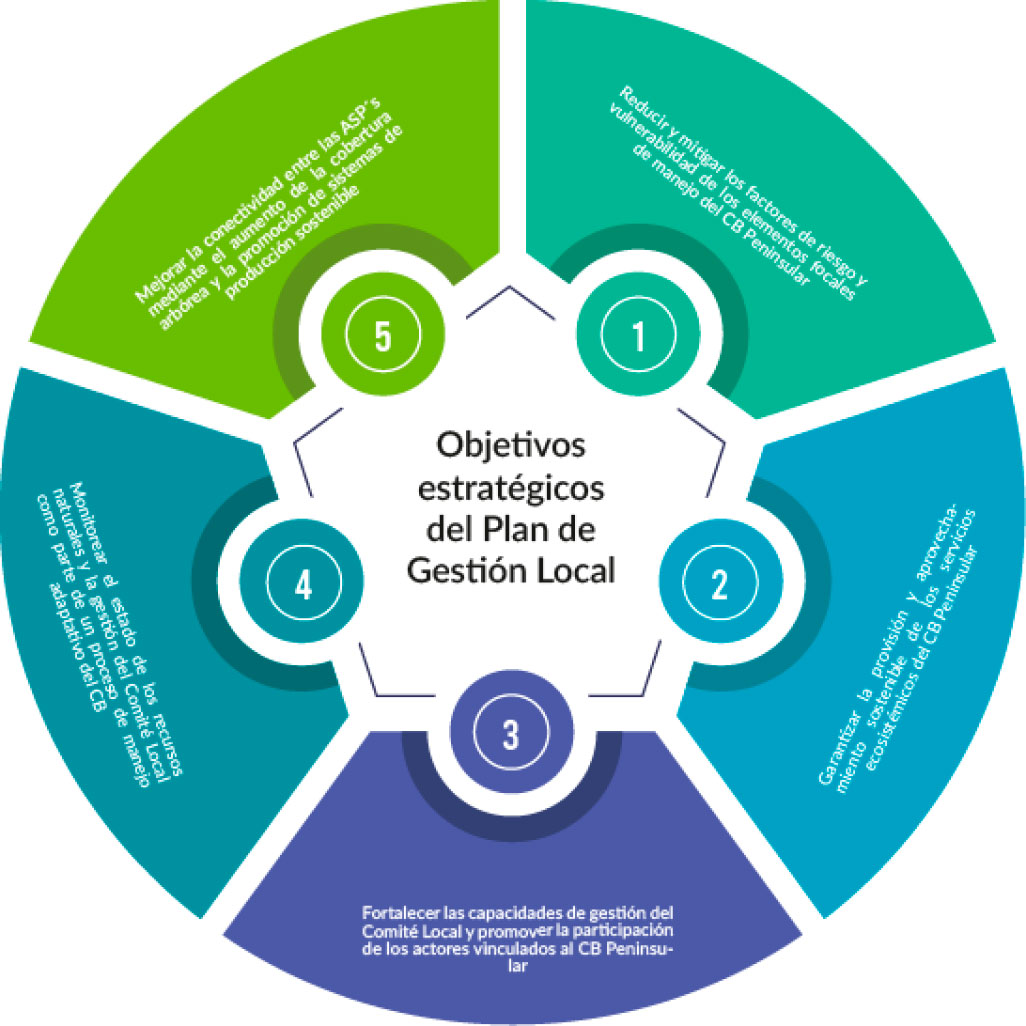 Objetivos
estratégicos
del Plan de
Gestión Local
1
Reducir y mitigar los factores de riesgo y
vulnerabilidad de los elementos focales
de manejo del CB Peninsular
2
Garantizar la provisión y aprovecha-
miento sostenible de los servicios
ecosistémicos del CB Peninsular
3
Fortalecer las capacidades de gestión del
Comité Local y promover la participación
de los actores vinculados al CB Peninsu-
lar
4
Monitorear el estado de los recursos
naturales y la gestión del Comité Local
como parte de un proceso de manejo
adaptativo del CB
5
Mejorar la conectividad entre las ASP´s
mediante el aumento de la cobertura
arbórea y la promoción de sistemas de
producción sostenible